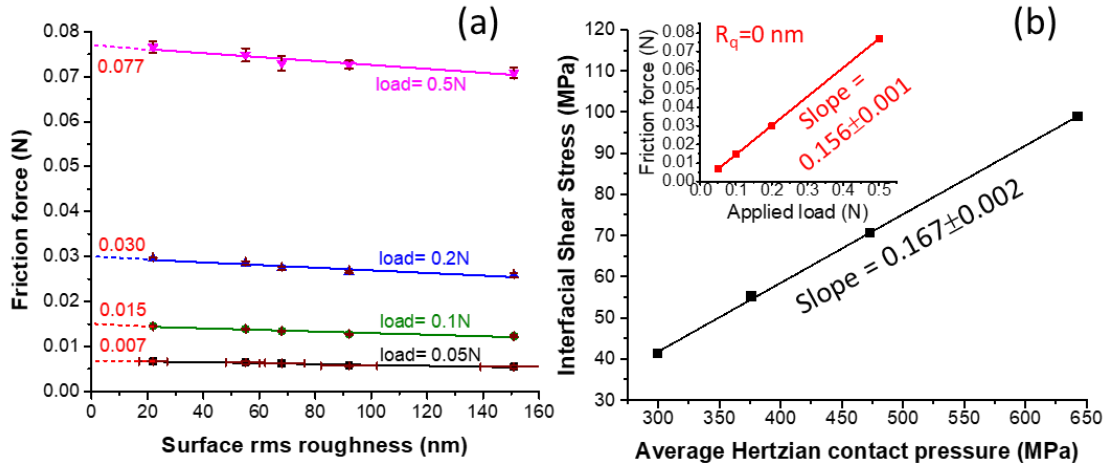 (a)
0.08
0.07
0.06
0.05
0.04
0.03
0.02
0.01
0.00
Friction force (N)
0.077
load= 0.5N
0.030
load= 0.2N
0.015
load= 0.1N
0.007
load= 0.05N
0 20 40 60 80 100 120 140 160
Surface rms roughness (nm)
(b)
120
110
100
90
80
70
60
50
40
30
Interfacial Shear Stress (MPa)
0.08
0.07
0.06
0.05
0.04
0.03
0.02
0.01
0.00
Friction force (N)
Rq=0 nm
Slope =
0.156±0.001
0.0 0.1 0.2 0.3 0.4 0.5
Applied load (N)
Slope = 0.167±0.002
300 350 400 450 500 550 600 650
Average Hertzian contact pressure (MPa)